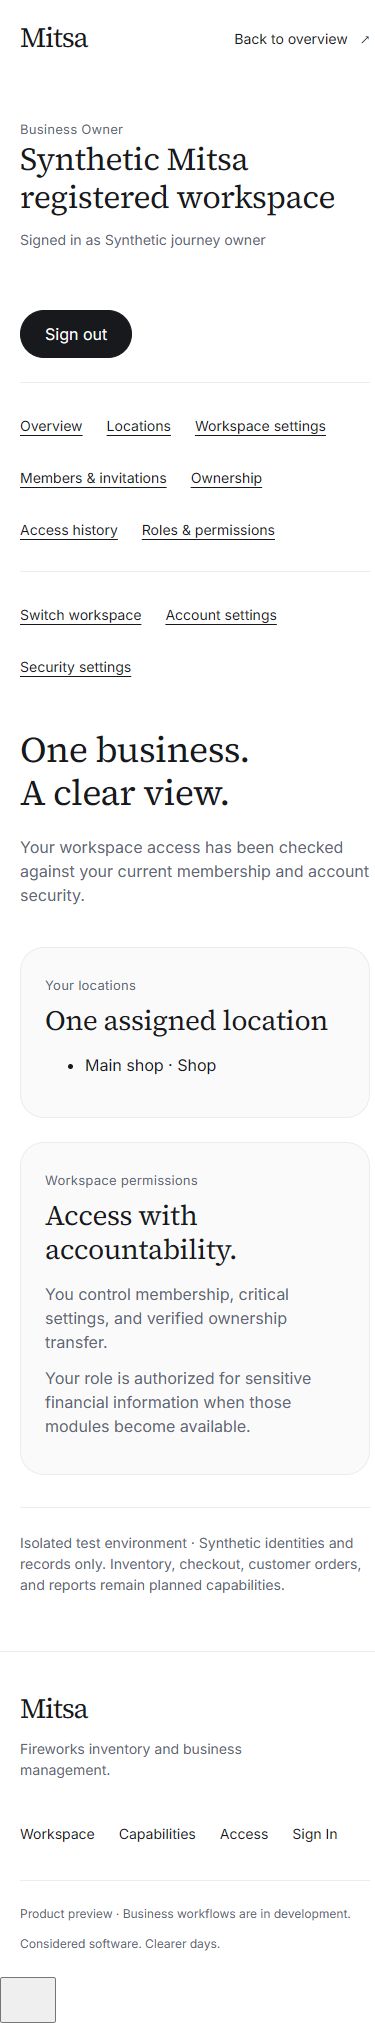 Mitsa
Back to overview ↗
Business Owner
Synthetic Mitsa
registered workspace
Signed in as Synthetic journey owner
Sign out
Overview Locations Workspace settings
Members & invitations Ownership
Access history Roles & permissions
Switch workspace Account settings
Security settings
One business.
A clear view.
Your workspace access has been checked
against your current membership and account
security.
Your locations
One assigned location
• Main shop · Shop
Workspace permissions
Access with
accountability.
You control membership, critical
settings, and verified ownership
transfer.
Your role is authorized for sensitive
financial information when those
modules become available.
Isolated test environment · Synthetic identities and
records only. Inventory, checkout, customer orders,
and reports remain planned capabilities.
Mitsa
Fireworks inventory and business
management.
Workspace Capabilities Access Sign In
Product preview · Business workflows are in development.
Considered software. Clearer days.